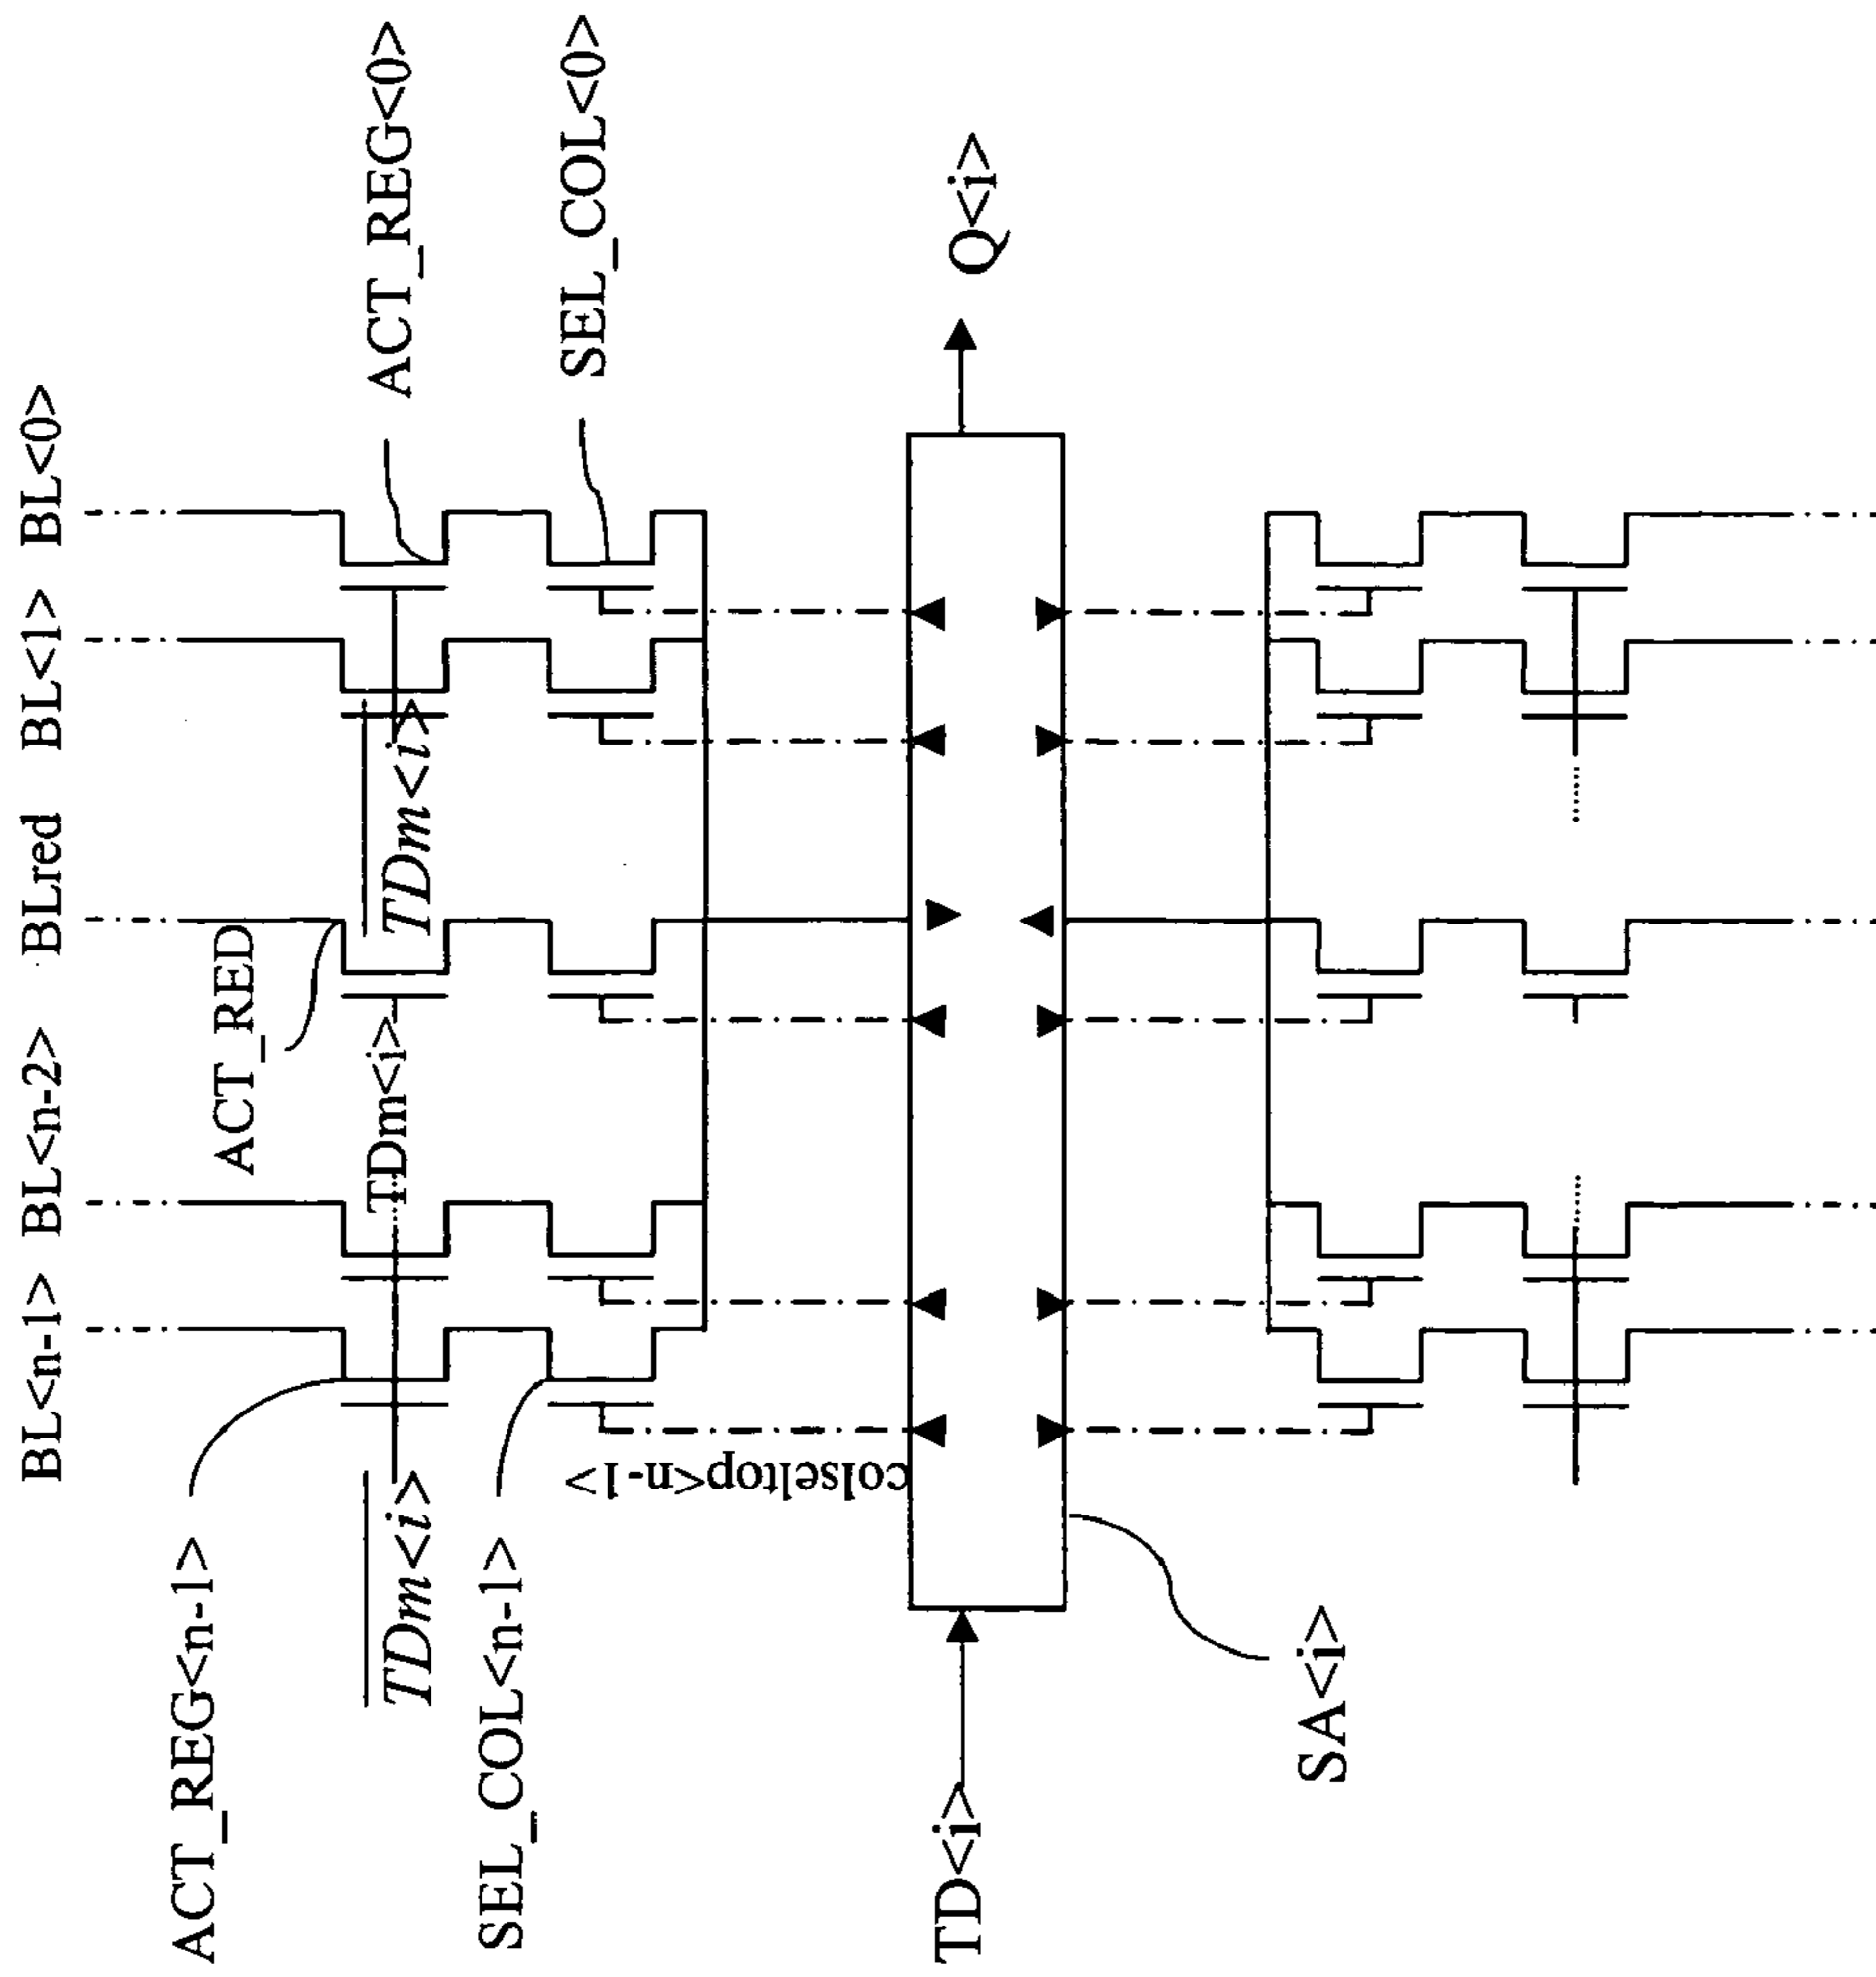 BL<n-1> BL<n-2> BLred BL<1> BL<0>
ACT_RED
ACT_REG<n-1>
ACT_REG<0>
TDm<i>
TDm<i>
TDm<i>
SEL_COL<n-1>
SEL_COL<0>
colseltop<n-1>
TD<i>
Q<i>
SA<i>